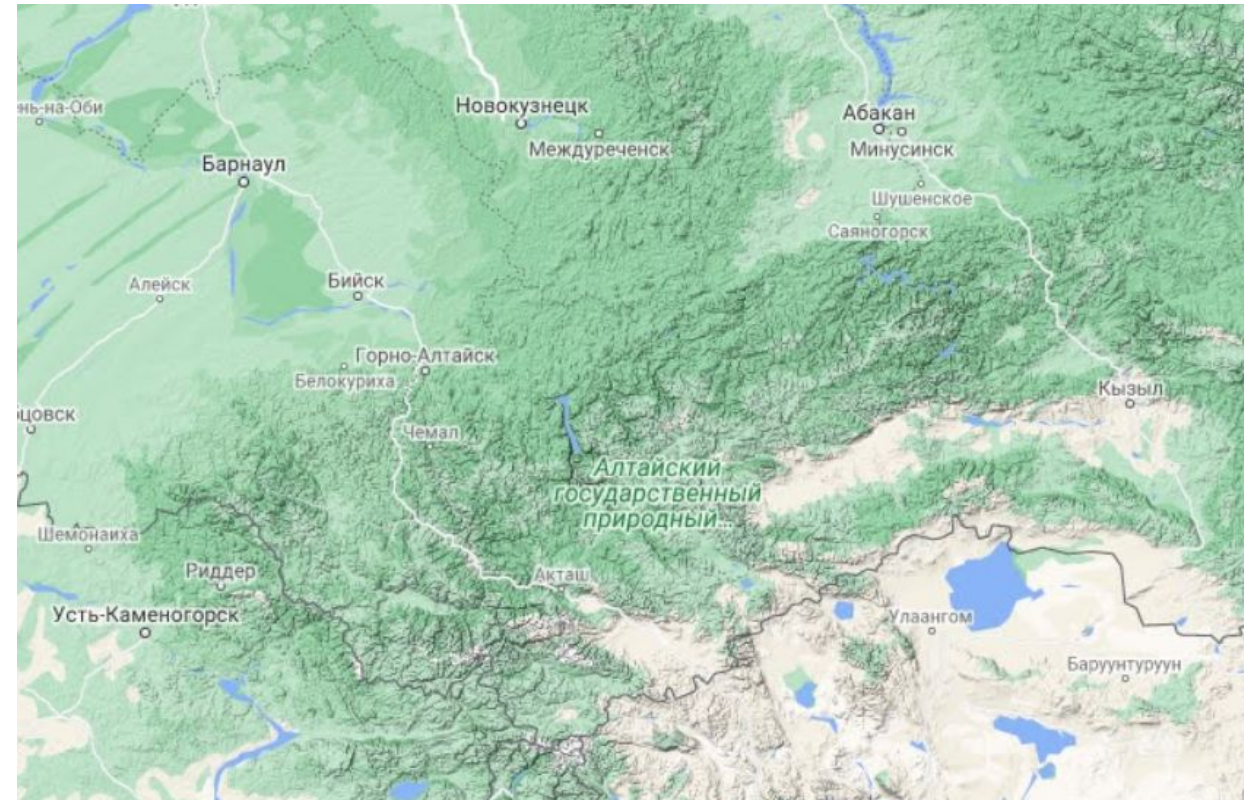 нь-на-Оби
Новокузнецк
Абакан
Междуреченск
Минусинск
Барнаул
Шушенское
Саяногорск
Алейск
Бийск
Горно-Алтайск
Белокуриха
Кызыл
цовск
Чемал
Алтайский
государственный
природный...
Шемонаиха
Риддер
Акташ
Усть-Каменогорск
Улаангом
Баруунтуруун